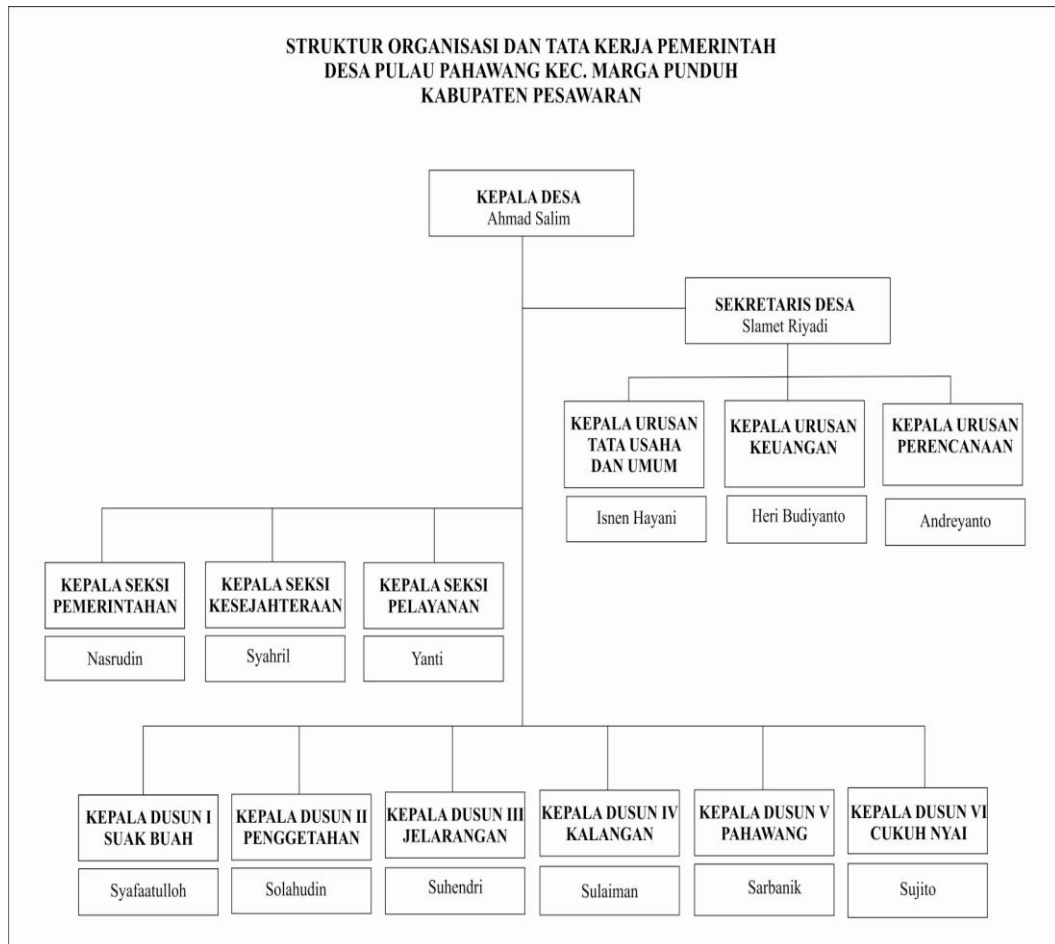 STRUKTUR ORGANISASI DAN TATA KERJA PEMERINTAH
DESA PULAU PAHAWANG KEC. MARGA PUNDUH
KABUPATEN PESAWARAN
KEPALA DESA
Ahmad Salim
SEKRETARIS DESA
Slamet Riyadi
KEPALA URUSAN
TATA USAHA
DAN UMUM
Isnen Hayani
KEPALA URUSAN
KEUANGAN
Heri Budiyanto
KEPALA URUSAN
PERENCANAAN
Andreyanto
KEPALA SEKSI
PEMERINTAHAN
Nasrudin
KEPALA SEKSI
KESEJAHTERAAN
Syahril
KEPALA SEKSI
PELAYANAN
Yanti
KEPALA DUSUN I
SUAK BUAH
Syafaatulloh
KEPALA DUSUN II
PENGGETAHAN
Solahudin
KEPALA DUSUN III
JELARANGAN
Suhendri
KEPALA DUSUN IV
KALANGAN
Sulaiman
KEPALA DUSUN V
PAHAWANG
Sarbanik
KEPALA DUSUN VI
CUKUH NYAI
Sujito